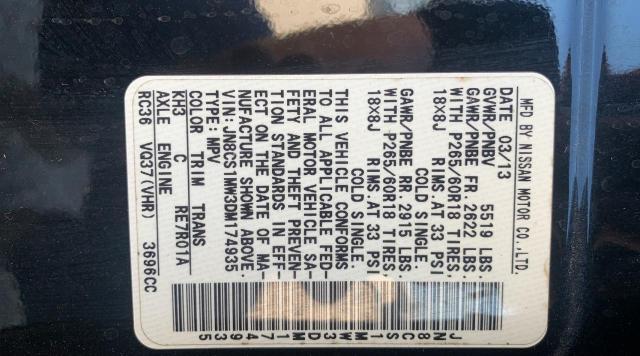 MFD BY NISSAN MOTOR CO.,LTD.
DATE 03/13
GVWR/PNBV 5519 LBS.
GAWR/PNBE FR.2622 LBS.
WITH P265/60R18 TIRES.
18X8J RIMS.AT 33 PSI
COLD SINGLE.
GAWR/PNBE RR.2915 LBS.
WITH P265/60R18 TIRES.
18X8J RIMS.AT 33 PSI
COLD SINGLE.
THIS VEHICLE CONFORMS
TO ALL APPLICABLE FED-
ERAL MOTOR VEHICLE SA-
FETY AND THEFT PREVEN-
TION STANDARDS IN EFF-
ECT ON THE DATE OF MA-
NUFACTURE SHOWN ABOVE.
VIN:JN8CS1MW3DM174935
TYPE:MPV
COLOR TRIM TRANS
KH3 C RE7R01A
AXLE ENGINE
RC36 VQ37(VHR) 3696CC
JN8CS1MW3DM174935